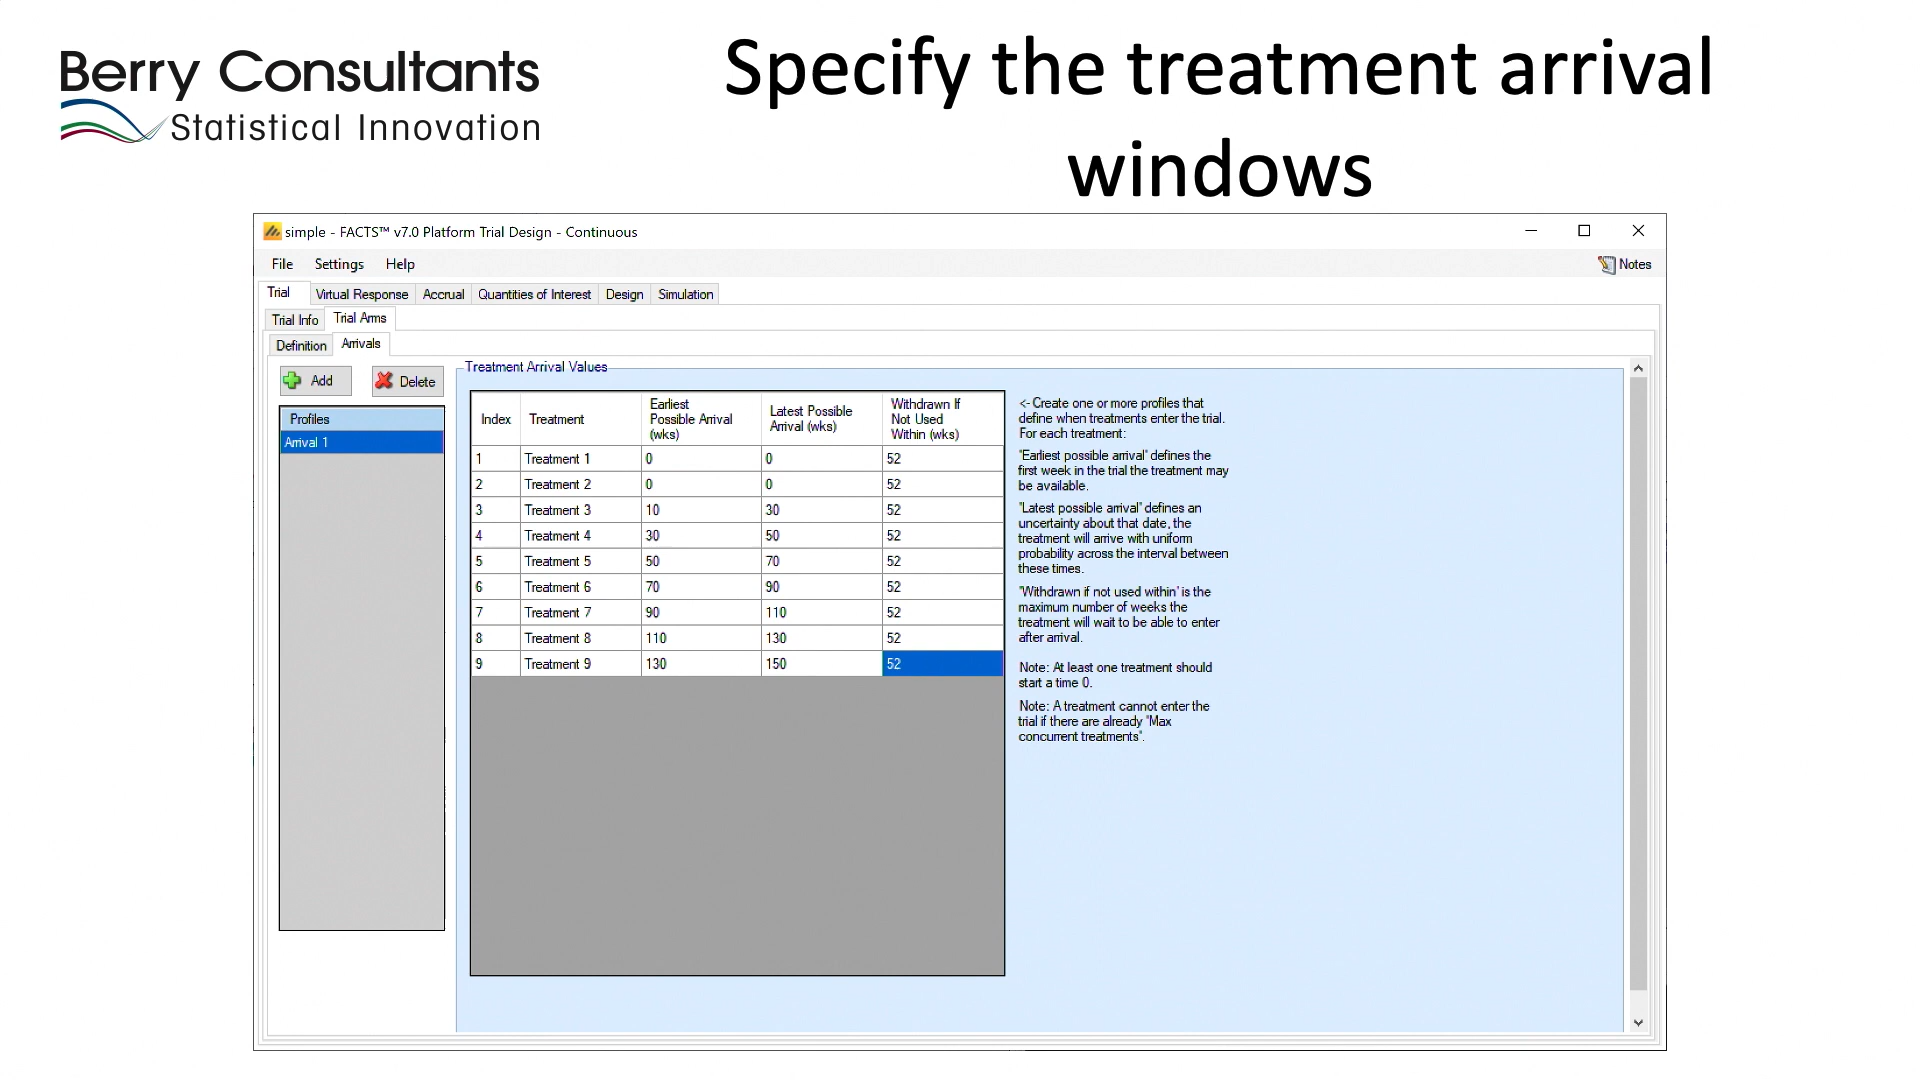 Berry Consultants
Statistical Innovation
Specify the treatment arrival
windows
simple - FACTS™ v7.0 Platform Trial Design - Continuous
File Settings Help
Notes
Trial Virtual Response Accrual Quantities of Interest Design Simulation
Trial Info Trial Arms
Definition Arrivals
Add Delete
Profiles
Arrival 1
Treatment Arrival Values
Index Treatment Earliest Possible Arrival (wks) Latest Possible Arrival (wks) Withdrawn If Not Used Within (wks)
1 Treatment 1 0 0 52
2 Treatment 2 0 0 52
3 Treatment 3 10 30 52
4 Treatment 4 30 50 52
5 Treatment 5 50 70 52
6 Treatment 6 70 90 52
7 Treatment 7 90 110 52
8 Treatment 8 110 130 52
9 Treatment 9 130 150 52
<- Create one or more profiles that
define when treatments enter the trial.
For each treatment:
"Earliest possible arrival" defines the
first week in the trial the treatment may
be available.
"Latest possible arrival" defines an
uncertainty about that date, the
treatment will arrive with uniform
probability across the interval between
these times.
"Withdrawn if not used within" is the
maximum number of weeks the
treatment will wait to be able to enter
after arrival.
Note: At least one treatment should
start a time 0.
Note: A treatment cannot enter the
trial if there are already "Max
concurrent treatments".